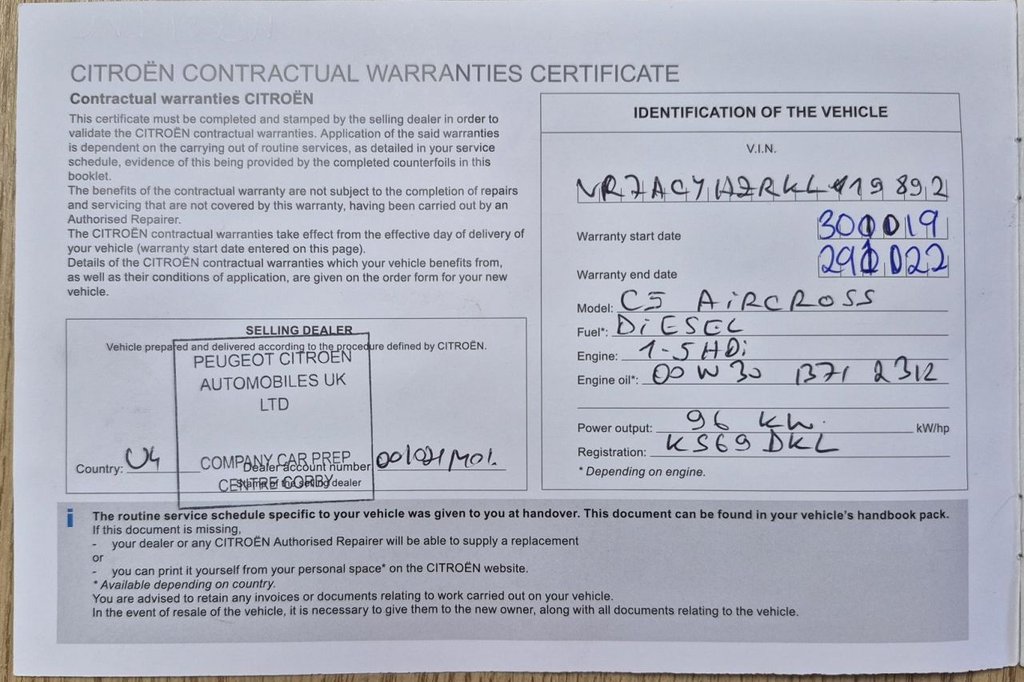 CITROËN CONTRACTUAL WARRANTIES CERTIFICATE
Contractual warranties CITROËN
This certificate must be completed and stamped by the selling dealer in order to
validate the CITROËN contractual warranties. Application of the said warranties
is dependent on the carrying out of routine services, as detailed in your service
schedule, evidence of this being provided by the completed counterfoils in this
booklet.
The benefits of the contractual warranty are not subject to the completion of repairs
and servicing that are not covered by this warranty, having been carried out by an
Authorised Repairer.
The CITROËN contractual warranties take effect from the effective day of delivery of
your vehicle (warranty start date entered on this page).
Details of the CITROËN contractual warranties which your vehicle benefits from,
as well as their conditions of application, are given on the order form for your new
vehicle.
SELLING DEALER
Vehicle prepared and delivered according to the procedure defined by CITROËN.
PEUGEOT CITROEN
AUTOMOBILES UK
LTD
COMPANY CAR PREP
CENTRE CORBY
Country:
Dealer account number
Stamp of the selling dealer
IDENTIFICATION OF THE VEHICLE
V.I.N.
Warranty start date
Warranty end date
Model: C5 AiRCROSS
Fuel*: DiESEL
Engine: 1.5 HDi
Engine oil*: 00W30 B71 2312
Power output: 96 kw. kW/hp
Registration: KS69 DKL
* Depending on engine.
i The routine service schedule specific to your vehicle was given to you at handover. This document can be found in your vehicle's handbook pack.
If this document is missing,
- your dealer or any CITROËN Authorised Repairer will be able to supply a replacement
or
- you can print it yourself from your personal space* on the CITROËN website.
* Available depending on country.
You are advised to retain any invoices or documents relating to work carried out on your vehicle.
In the event of resale of the vehicle, it is necessary to give them to the new owner, along with all documents relating to the vehicle.